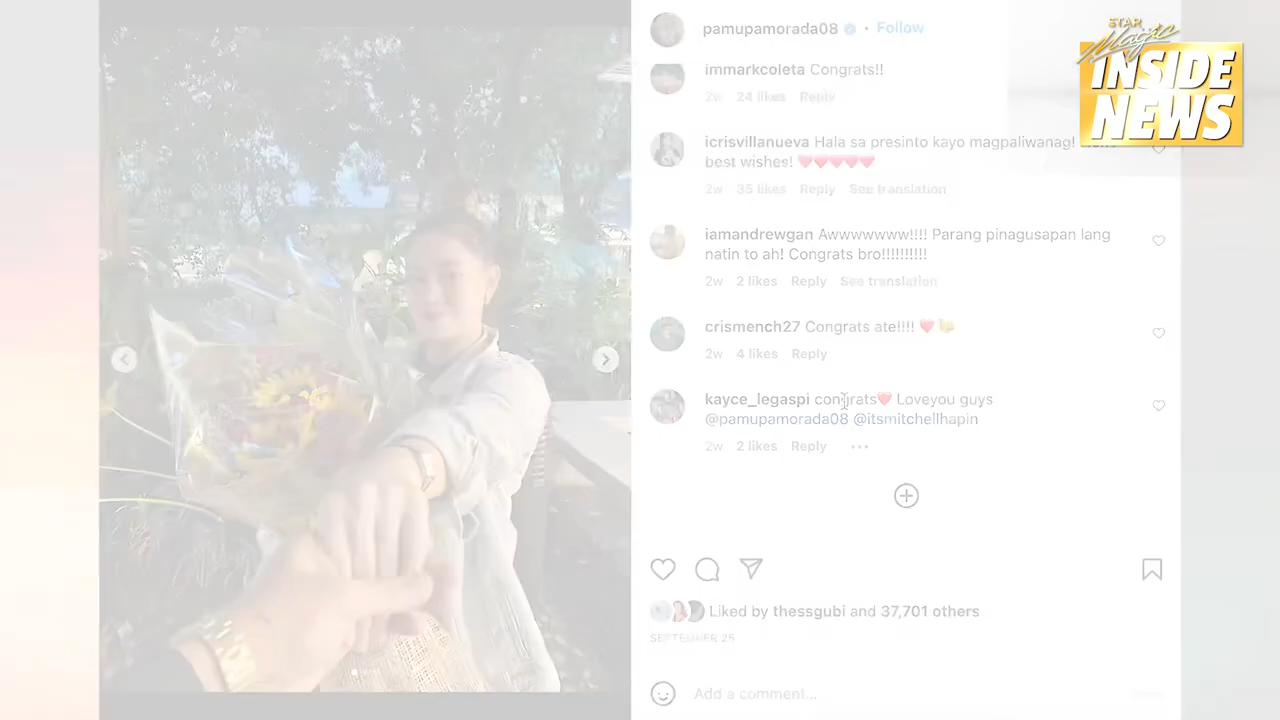 pamupamorada08 • Follow
STAR
Magic
INSIDE
NEWS
immarkcoleta Congrats!!
2w 24 likes Reply
icrisvillanueva Hala sa presinto kayo magpaliwanag!
best wishes! ❤️❤️❤️❤️❤️
2w 35 likes Reply See translation
iamandrewgan Awwwwwww!!!! Parang pinagusapan lang
natin to ah! Congrats bro!!!!!!!!!!
2w 2 likes Reply See translation
crismench27 Congrats ate!!!! ❤️
2w 4 likes Reply
kayce_legaspi congrats❤️ Loveyou guys
@pamupamorada08 @itsmitchellhapin
2w 2 likes Reply
Liked by thessgubi and 37,701 others
SEPTEMBER 25
Add a comment...